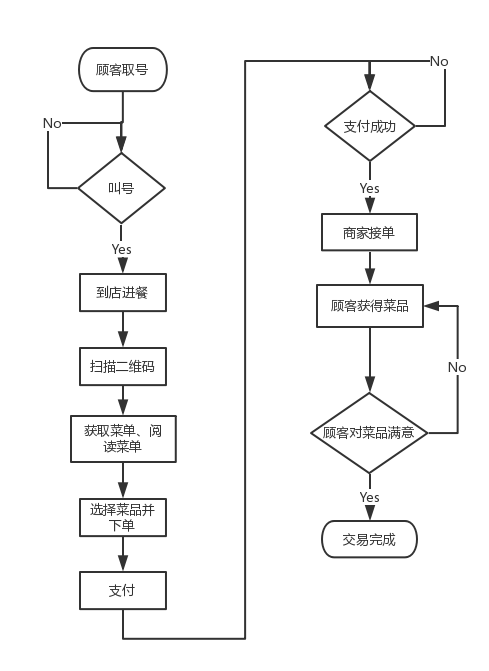 顾客取号
No
叫号
Yes
到店进餐
扫描二维码
获取菜单、阅
读菜单
选择菜品并
下单
支付
No
支付成功
Yes
商家接单
顾客获得菜品
No
顾客对菜品满意
Yes
交易完成